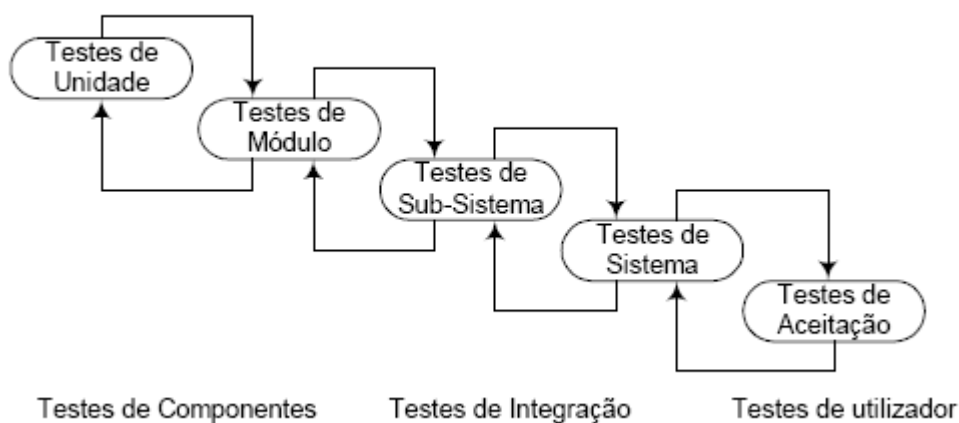 Testes de
Unidade
Testes de
Módulo
Testes de
Sub-Sistema
Testes de
Sistema
Testes de
Aceitação
Testes de Componentes
Testes de Integração
Testes de utilizador